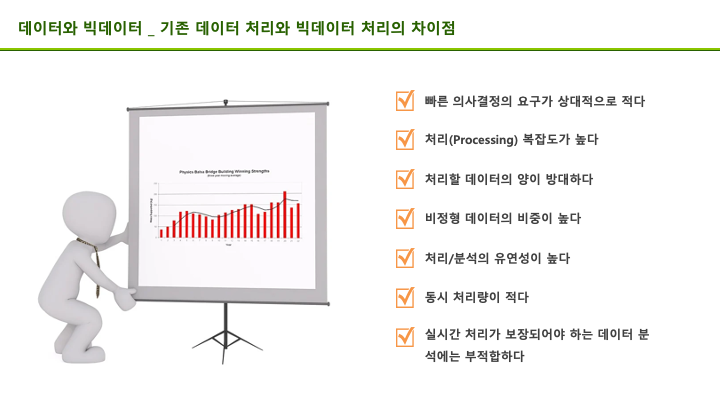 데이터와 빅데이터 _ 기존 데이터 처리와 빅데이터 처리의 차이점
Physics Balsa Bridge Building Winning Strengths
빠른 의사결정의 요구가 상대적으로 적다
처리(Processing) 복잡도가 높다
처리할 데이터의 양이 방대하다
비정형 데이터의 비중이 높다
처리/분석의 유연성이 높다
동시 처리량이 적다
실시간 처리가 보장되어야 하는 데이터 분
석에는 부적합하다